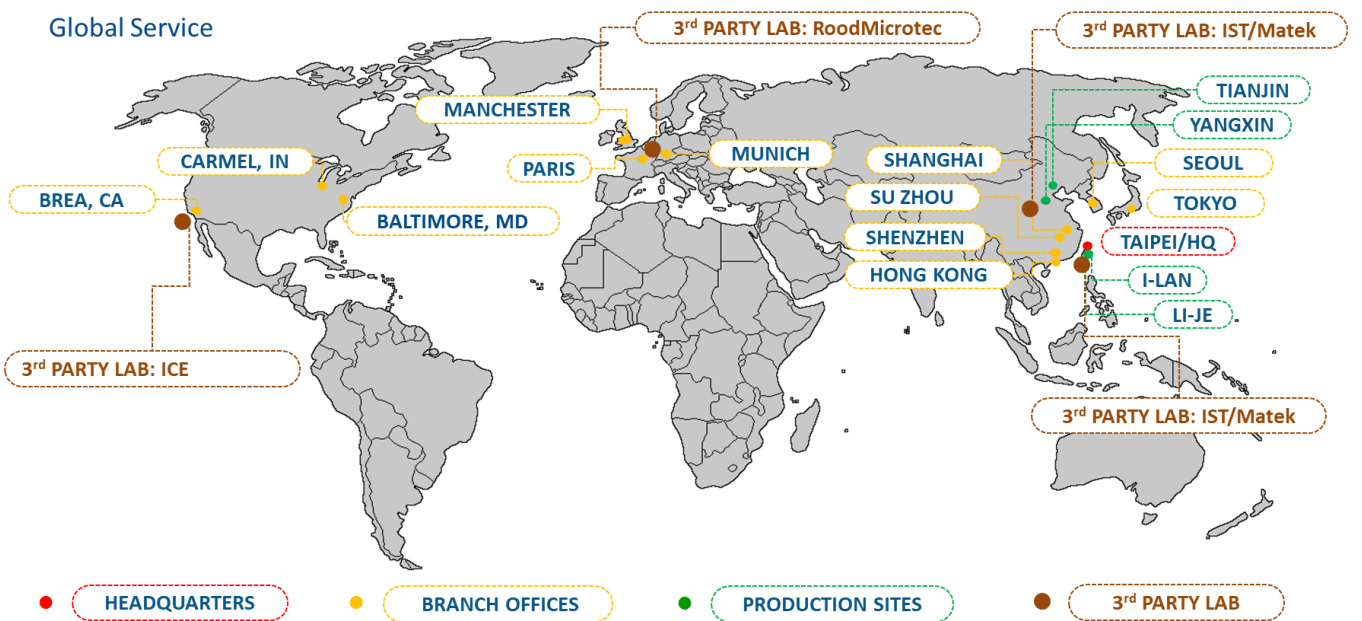 Global Service
3rd PARTY LAB: RoodMicrotec
3rd PARTY LAB: IST/Matek
TIANJIN
MANCHESTER
YANGXIN
CARMEL, IN
PARIS
MUNICH
SHANGHAI
SEOUL
BREA, CA
SU ZHOU
TOKYO
BALTIMORE, MD
SHENZHEN
TAIPEI/HQ
HONG KONG
I-LAN
LI-JE
3rd PARTY LAB: ICE
3rd PARTY LAB: IST/Matek
HEADQUARTERS
BRANCH OFFICES
PRODUCTION SITES
3rd PARTY LAB